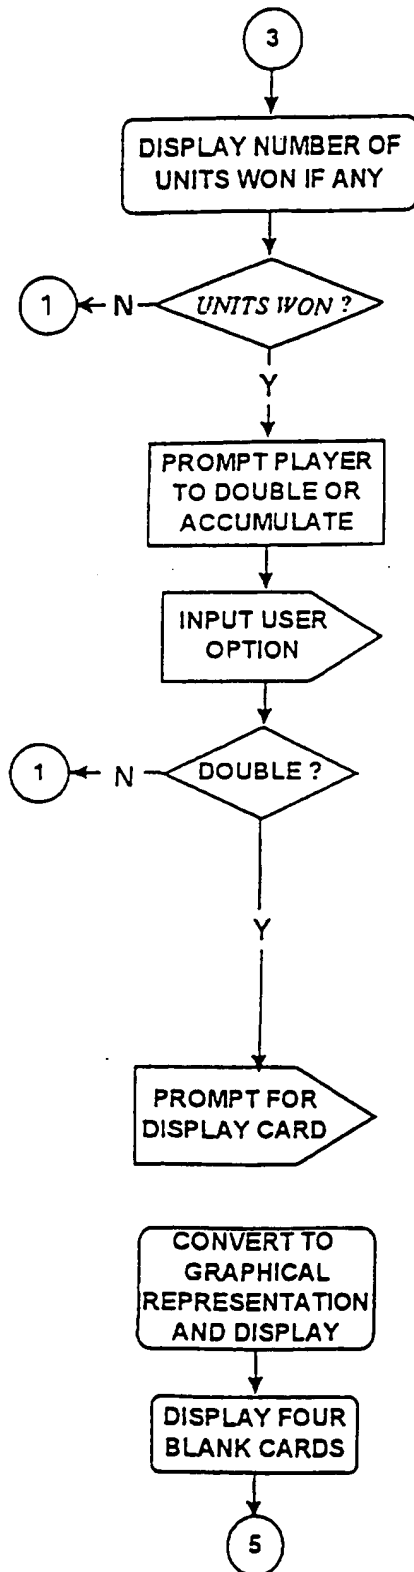 3
DISPLAY NUMBER OF
UNITS WON IF ANY
1
N
UNITS WON ?
Y
PROMPT PLAYER
TO DOUBLE OR
ACCUMULATE
INPUT USER
OPTION
1
N
DOUBLE ?
Y
PROMPT FOR
DISPLAY CARD
CONVERT TO
GRAPHICAL
REPRESENTATION
AND DISPLAY
DISPLAY FOUR
BLANK CARDS
5